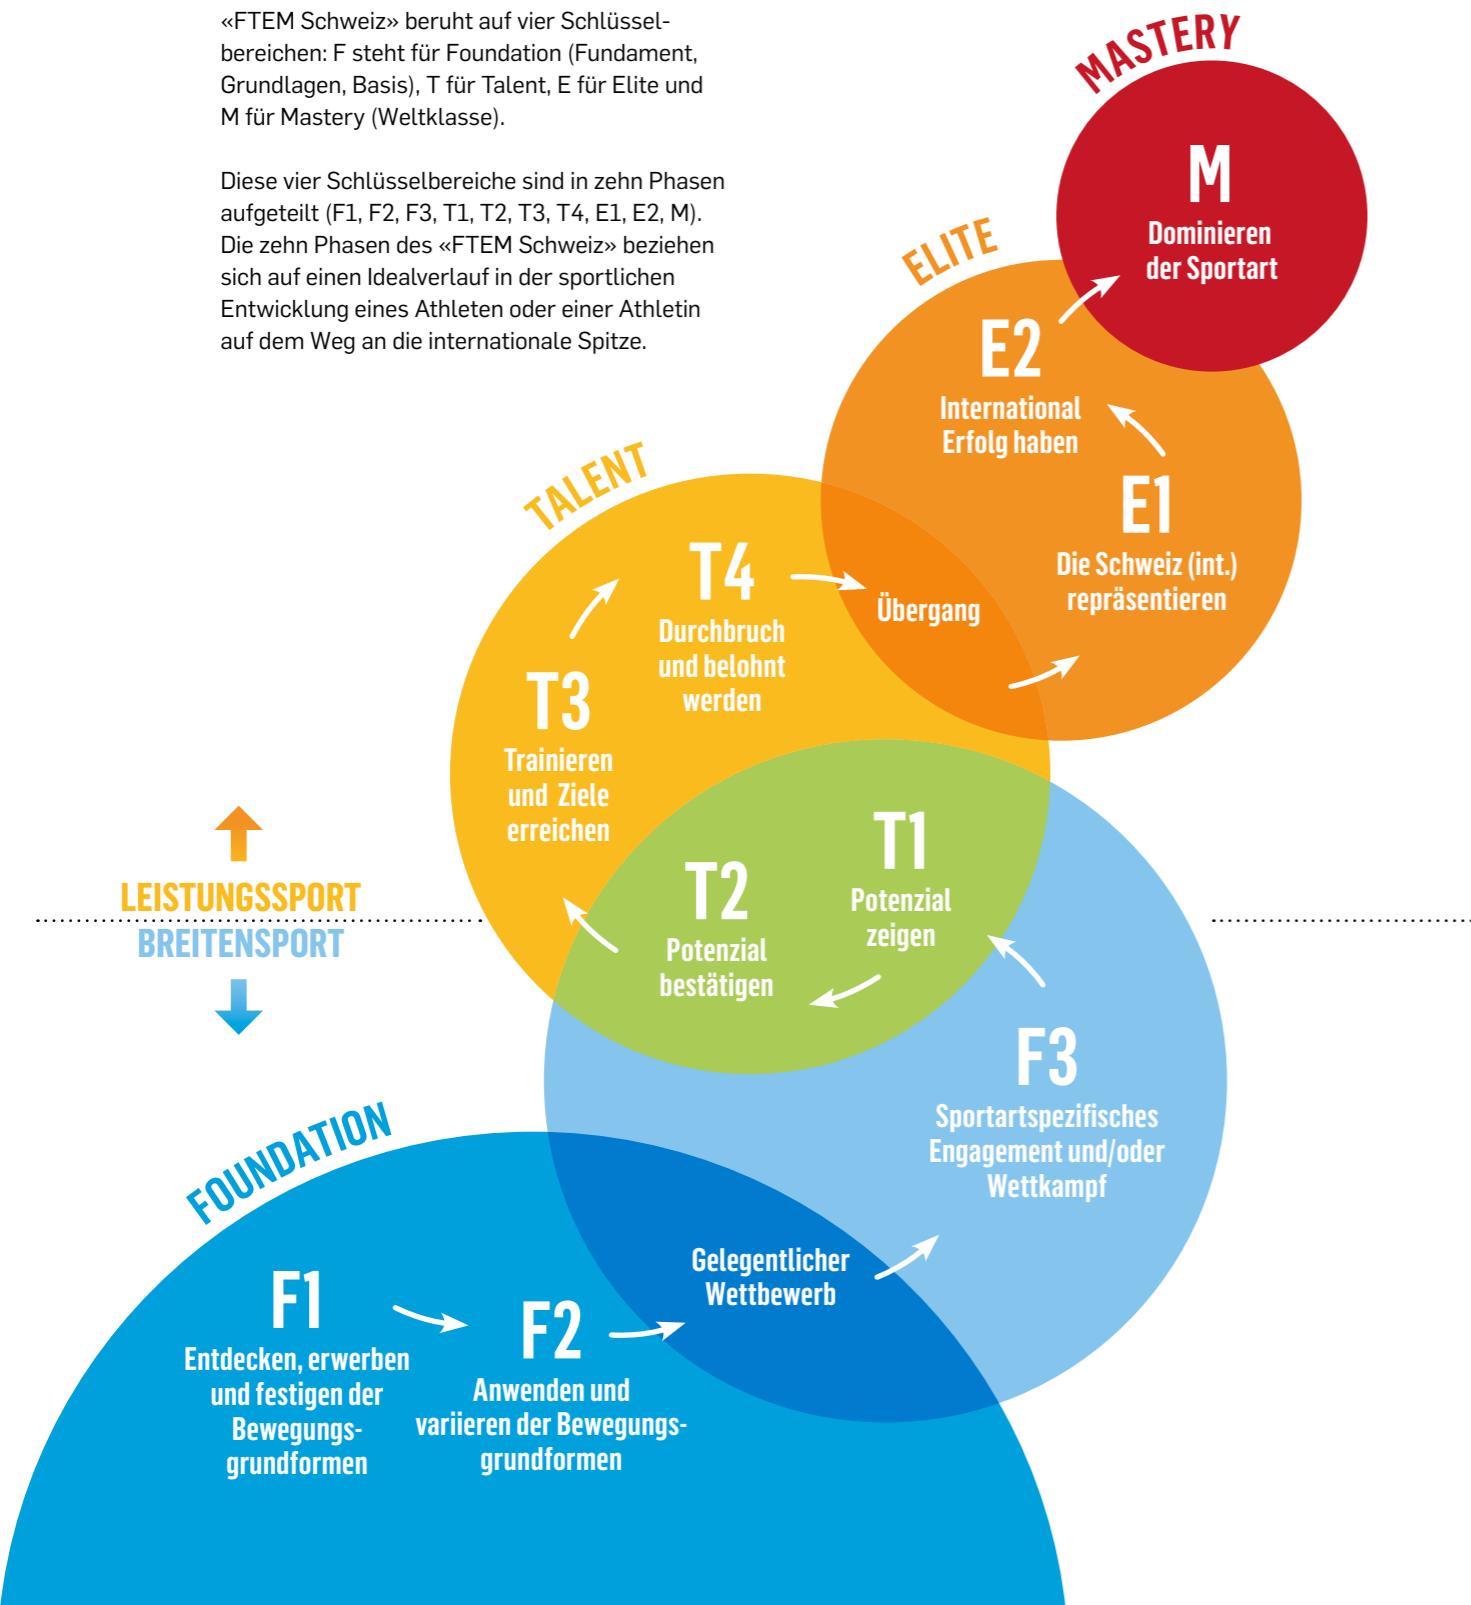 «FTEM Schweiz» beruht auf vier Schlüssel-
bereichen: F steht für Foundation (Fundament,
Grundlagen, Basis), T für Talent, E für Elite und
M für Mastery (Weltklasse).
Diese vier Schlüsselbereiche sind in zehn Phasen
aufgeteilt (F1, F2, F3, T1, T2, T3, T4, E1, E2, M).
Die zehn Phasen des «FTEM Schweiz» beziehen
sich auf einen Idealverlauf in der sportlichen
Entwicklung eines Athleten oder einer Athletin
auf dem Weg an die internationale Spitze.
MASTERY
M
Dominieren
der Sportart
ELITE
E2
International
Erfolg haben
E1
Die Schweiz (int.)
repräsentieren
TALENT
T4
Durchbruch
und belohnt
werden
Übergang
T3
Trainieren
und Ziele
erreichen
T1
Potenzial
zeigen
T2
Potenzial
bestätigen
LEISTUNGSSPORT
BREITENSPORT
F3
Sportartspezifisches
Engagement und/oder
Wettkampf
FOUNDATION
Gelegentlicher
Wettbewerb
F1
Entdecken, erwerben
und festigen der
Bewegungs-
grundformen
F2
Anwenden und
variieren der Bewegungs-
grundformen